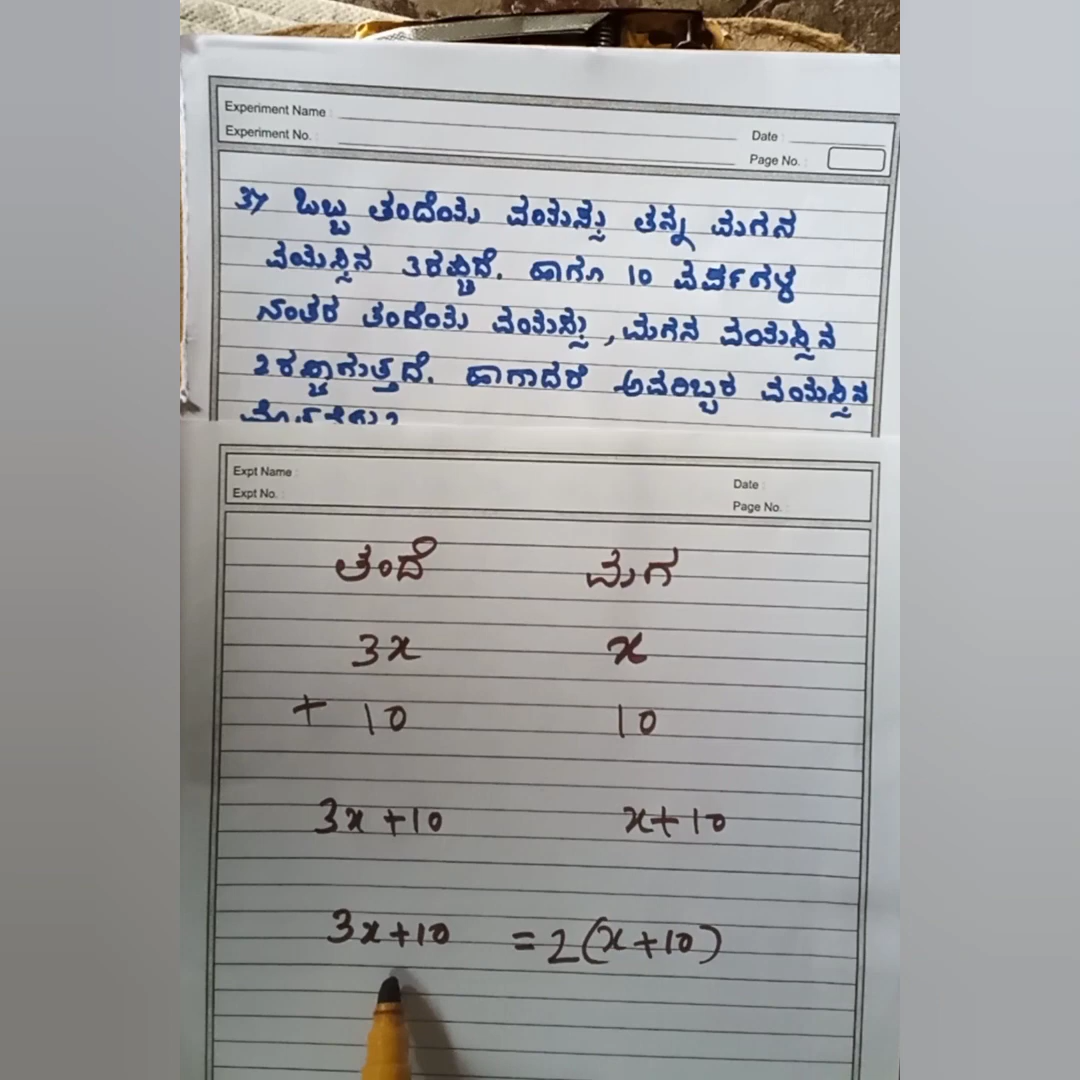 Experiment Name
Date
Experiment No.
Page No.
3) ಒಬ್ಬ ತಂದೆಯ ವಯಸ್ಸು ತನ್ನ ಮಗನ
ವಯಸ್ಸಿನ 3ರಷ್ಟಿದೆ. ಹಾಗೂ 10 ವರ್ಷಗಳ
ನಂತರ ತಂದೆಯ ವಯಸ್ಸು, ಮಗನ ವಯಸ್ಸಿನ
2ರಷ್ಟಾಗುತ್ತದೆ. ಹಾಗಾದರೆ ಅವರಿಬ್ಬರ ವಯಸ್ಸಿನ
Expt Name
Date
Expt No.
Page No.
ತಂದೆ ಮಗ
3x x
+ 10 10
3x+10 x+10
3x+10 =2(x+10)